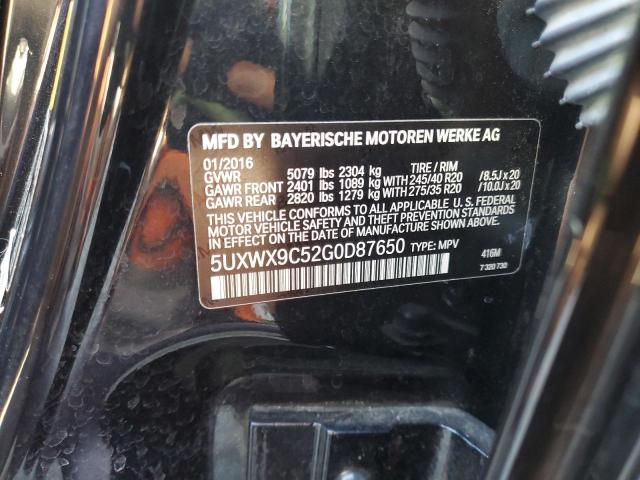 MFD BY BAYERISCHE MOTOREN WERKE AG
01/2016 TIRE / RIM
GVWR 5079 lbs 2304 kg
GAWR FRONT 2401 lbs 1089 kg WITH 245/40 R20 / 8.5J x 20
GAWR REAR 2820 lbs 1279 kg WITH 275/35 R20 / 10.0J x 20
THIS VEHICLE CONFORMS TO ALL APPLICABLE U. S. FEDERAL
MOTOR VEHICLE SAFETY AND THEFT PREVENTION STANDARDS
IN EFFECT ON THE DATE OF MANUFACTURE SHOWN ABOVE.
5UXWX9C52G0D87650 TYPE: MPV 416M
7 320 730